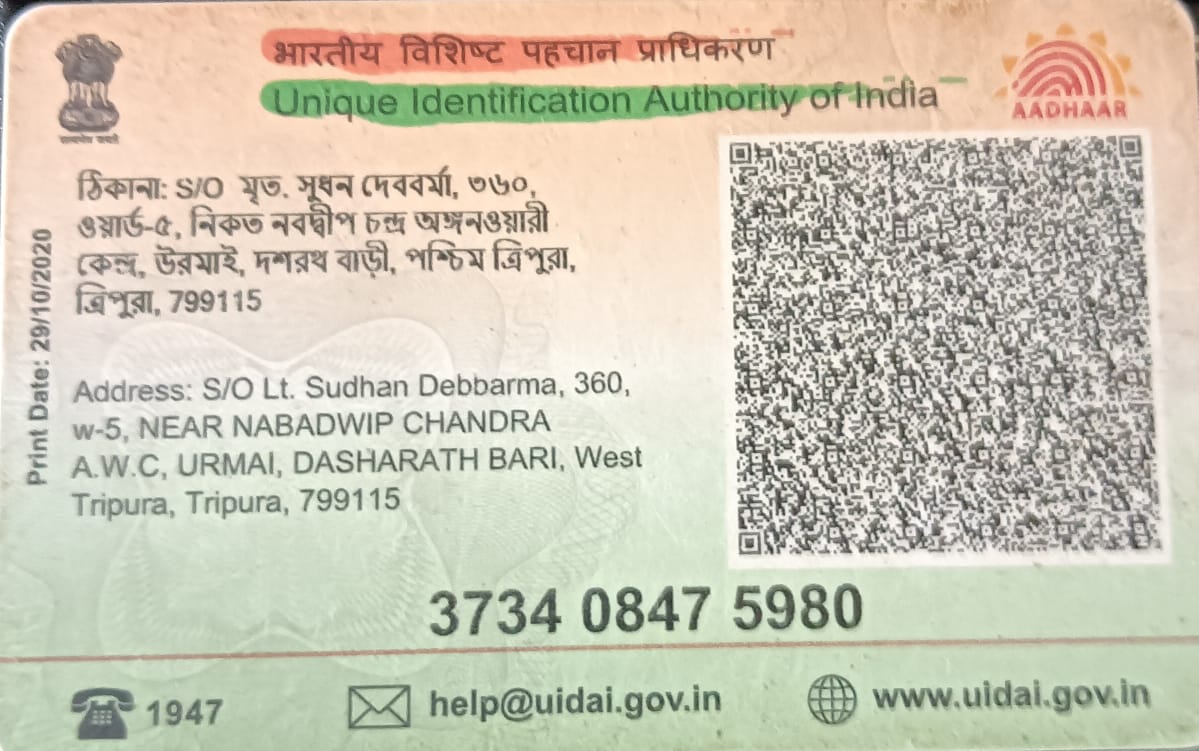 भारतीय विशिष्ट पहचान प्राधिकरण
Unique Identification Authority of India
AADHAAR
ঠিকানা: S/O মৃত. সুধন দেববর্মা, ৩৬০,
ওয়ার্ড-৫, নিকত নবদ্বীপ চন্দ্র অঙ্গনওয়ারী
কেন্দ্র, উরমাই, দশরথ বাড়ী, পশ্চিম ত্রিপুরা,
ত্রিপুরা, 799115
Print Date: 29/10/2020
Address: S/O Lt. Sudhan Debbarma, 360,
w-5, NEAR NABADWIP CHANDRA
A.W.C, URMAI, DASHARATH BARI, West
Tripura, Tripura, 799115
3734 0847 5980
1947
help@uidai.gov.in
www.uidai.gov.in